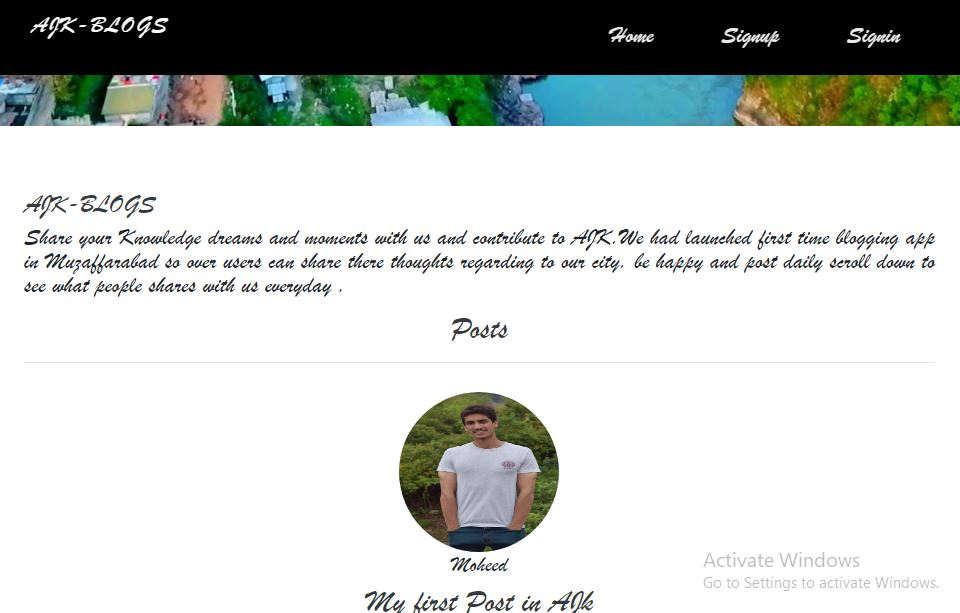 AJK-BLOGS
Home Signup Signin
AJK-BLOGS
Share your Knowledge dreams and moments with us and contribute to AJK.We had launched first time blogging app
in Muzaffarabad so over users can share there thoughts regarding to our city. be happy and post daily scroll down to
see what people shares with us everyday .
Posts
Moheed
Activate Windows
Go to Settings to activate Windows.
My first Post in AJk